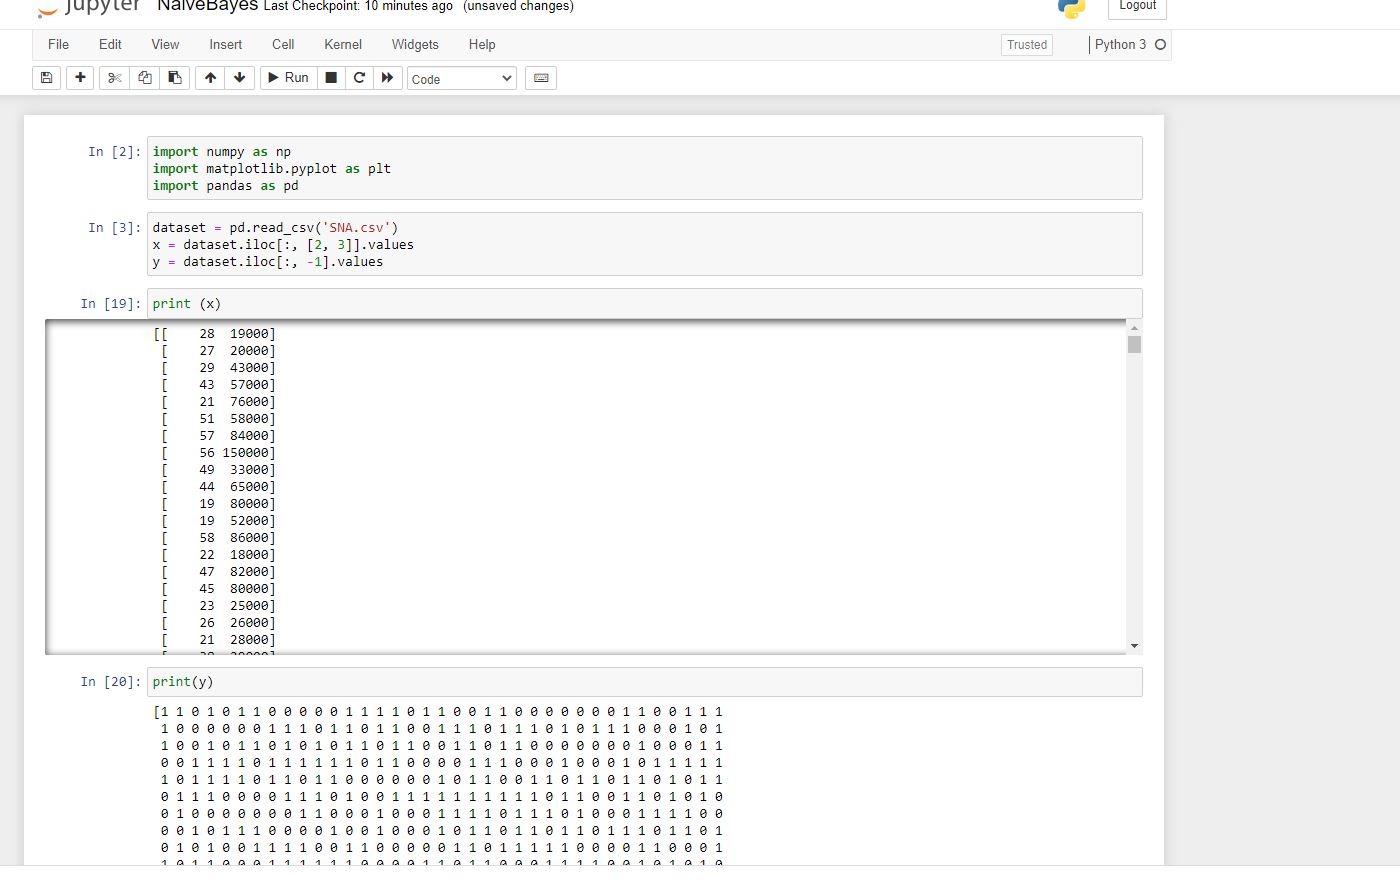 jupyter NaiveBayes Last Checkpoint: 10 minutes ago (unsaved changes)
Logout
File Edit View Insert Cell Kernel Widgets Help
Trusted
Python 3
Run
Code
In [2]: import numpy as np
import matplotlib.pyplot as plt
import pandas as pd
In [3]: dataset = pd.read_csv('SNA.csv')
x = dataset.iloc[:, [2, 3]].values
y = dataset.iloc[:, -1].values
In [19]: print (x)
[[ 28 19000]
[ 27 20000]
[ 29 43000]
[ 43 57000]
[ 21 76000]
[ 51 58000]
[ 57 84000]
[ 56 150000]
[ 49 33000]
[ 44 65000]
[ 19 80000]
[ 19 52000]
[ 58 86000]
[ 22 18000]
[ 47 82000]
[ 45 80000]
[ 23 25000]
[ 26 26000]
[ 21 28000]
In [20]: print(y)
[1 1 0 1 0 1 1 0 0 0 0 0 1 1 1 1 0 1 1 0 0 1 1 0 0 0 0 0 0 0 1 1 0 0 1 1 1
1 0 0 0 0 0 0 1 1 1 0 1 1 0 1 1 0 0 1 1 1 0 1 1 1 0 1 0 1 1 1 0 0 0 1 0 1
1 0 0 1 0 1 1 0 1 0 1 0 1 1 0 1 1 0 0 1 1 0 1 1 0 0 0 0 0 0 0 1 0 0 0 1 1
0 0 1 1 1 1 0 1 1 1 1 1 1 0 1 1 0 0 0 0 1 1 1 0 0 0 1 0 0 0 1 0 1 1 1 1 1
1 0 1 1 1 1 0 1 1 0 1 1 0 0 0 0 0 0 1 0 1 1 0 0 1 1 0 1 1 0 1 1 0 1 0 1 1
0 1 1 1 0 0 0 0 1 1 1 0 1 0 0 1 1 1 1 1 1 1 1 1 1 0 1 1 0 0 1 1 0 1 0 1 0
0 1 0 0 0 0 0 0 0 1 1 0 0 0 1 0 0 0 1 1 1 1 0 1 1 1 0 1 0 0 0 1 1 1 1 0 0
0 0 1 0 1 1 1 0 0 0 0 1 0 0 1 0 0 0 1 0 1 1 0 1 1 0 1 1 0 1 1 1 0 1 1 0 1
0 1 0 1 0 0 1 1 1 1 0 0 1 1 0 0 0 0 0 1 1 0 1 1 1 1 1 0 0 0 0 1 1 0 0 0 1